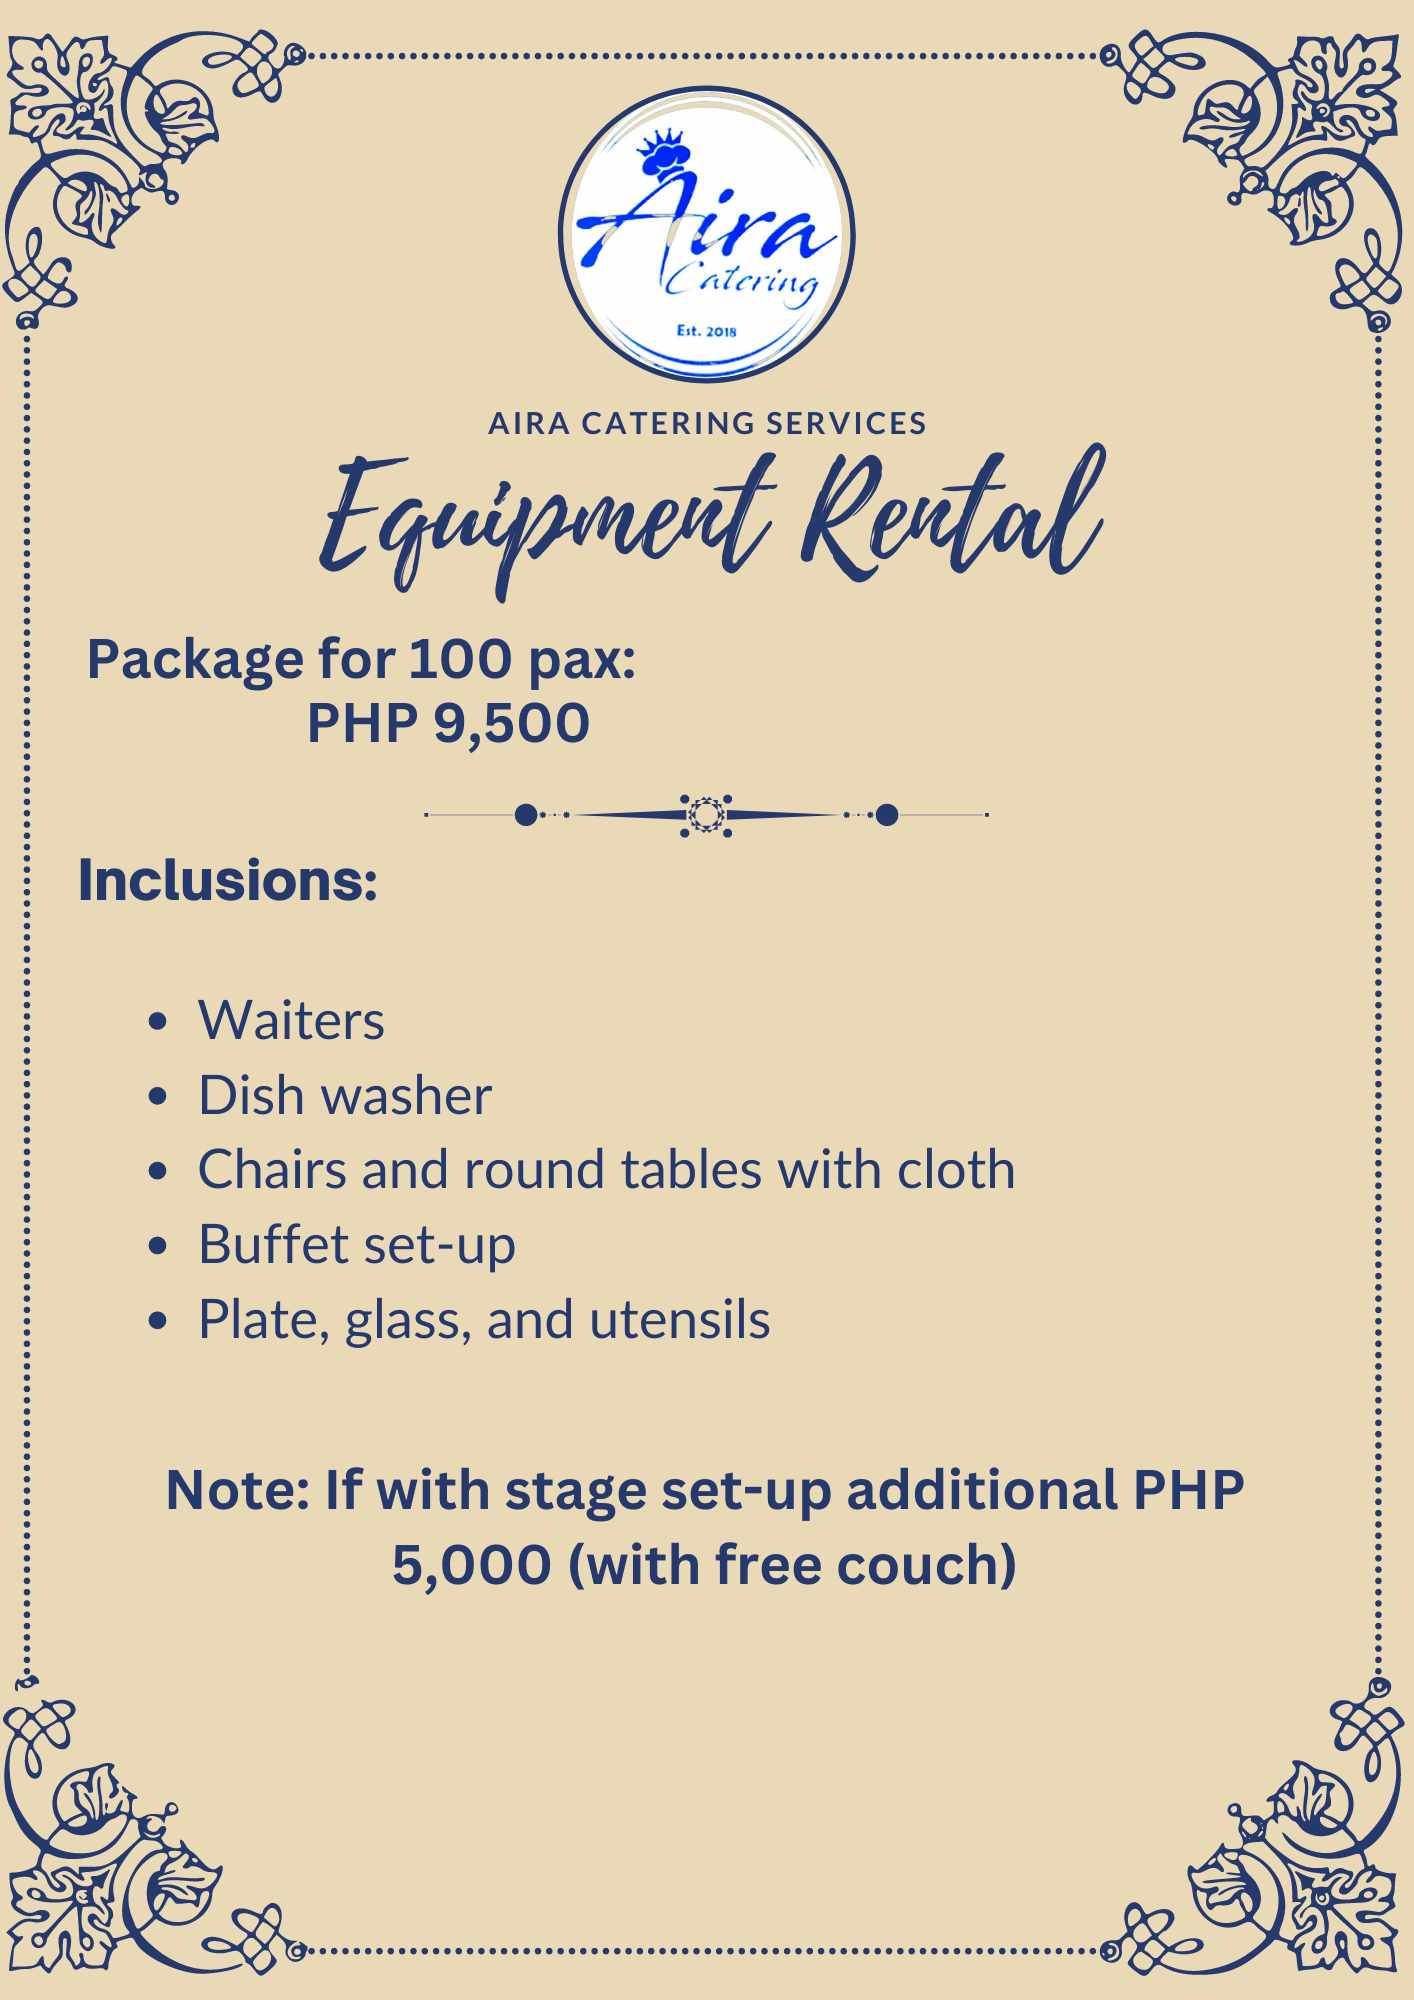 Aira
Catering
Est. 2018
AIRA CATERING SERVICES
Equipment Rental
Package for 100 pax:
PHP 9,500
Inclusions:
• Waiters
• Dish washer
• Chairs and round tables with cloth
• Buffet set-up
• Plate, glass, and utensils
Note: If with stage set-up additional PHP
5,000 (with free couch)